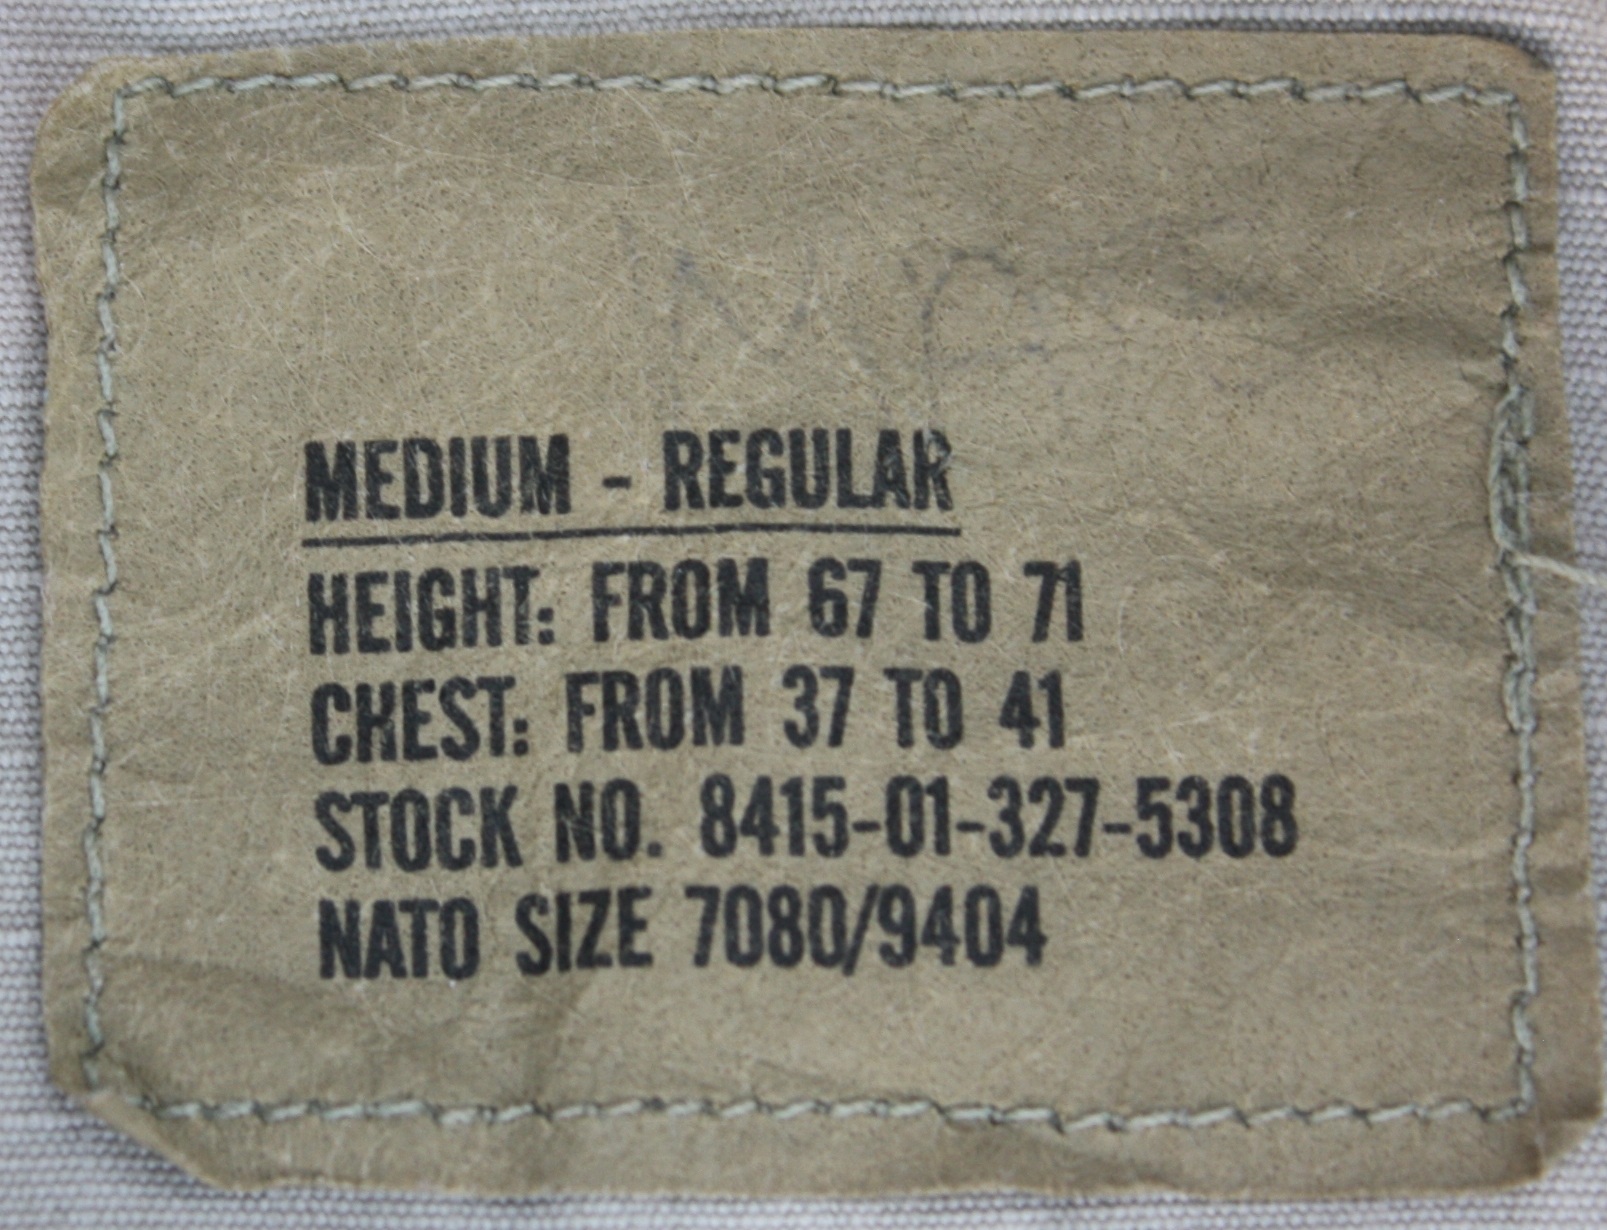 MEDIUM - REGULAR
HEIGHT: FROM 67 TO 71
CHEST: FROM 37 TO 41
STOCK NO. 8415-01-327-5308
NATO SIZE 7080/9404